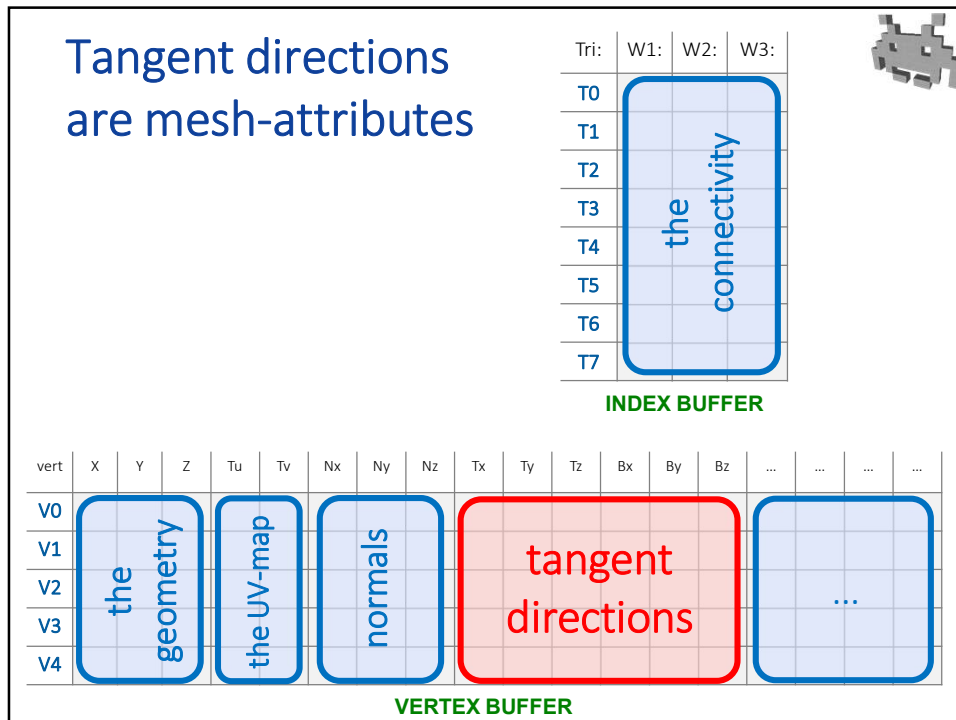 Tangent directions
are mesh-attributes
Tri: W1: W2: W3:
T0
T1
T2
T3
T4
T5
T6
T7
the
connectivity
INDEX BUFFER
vert X Y Z Tu Tv Nx Ny Nz Tx Ty Tz Bx By Bz ... ... ... ...
V0
V1
V2
V3
V4
the
geometry
the UV-map
normals
tangent
directions
...
VERTEX BUFFER